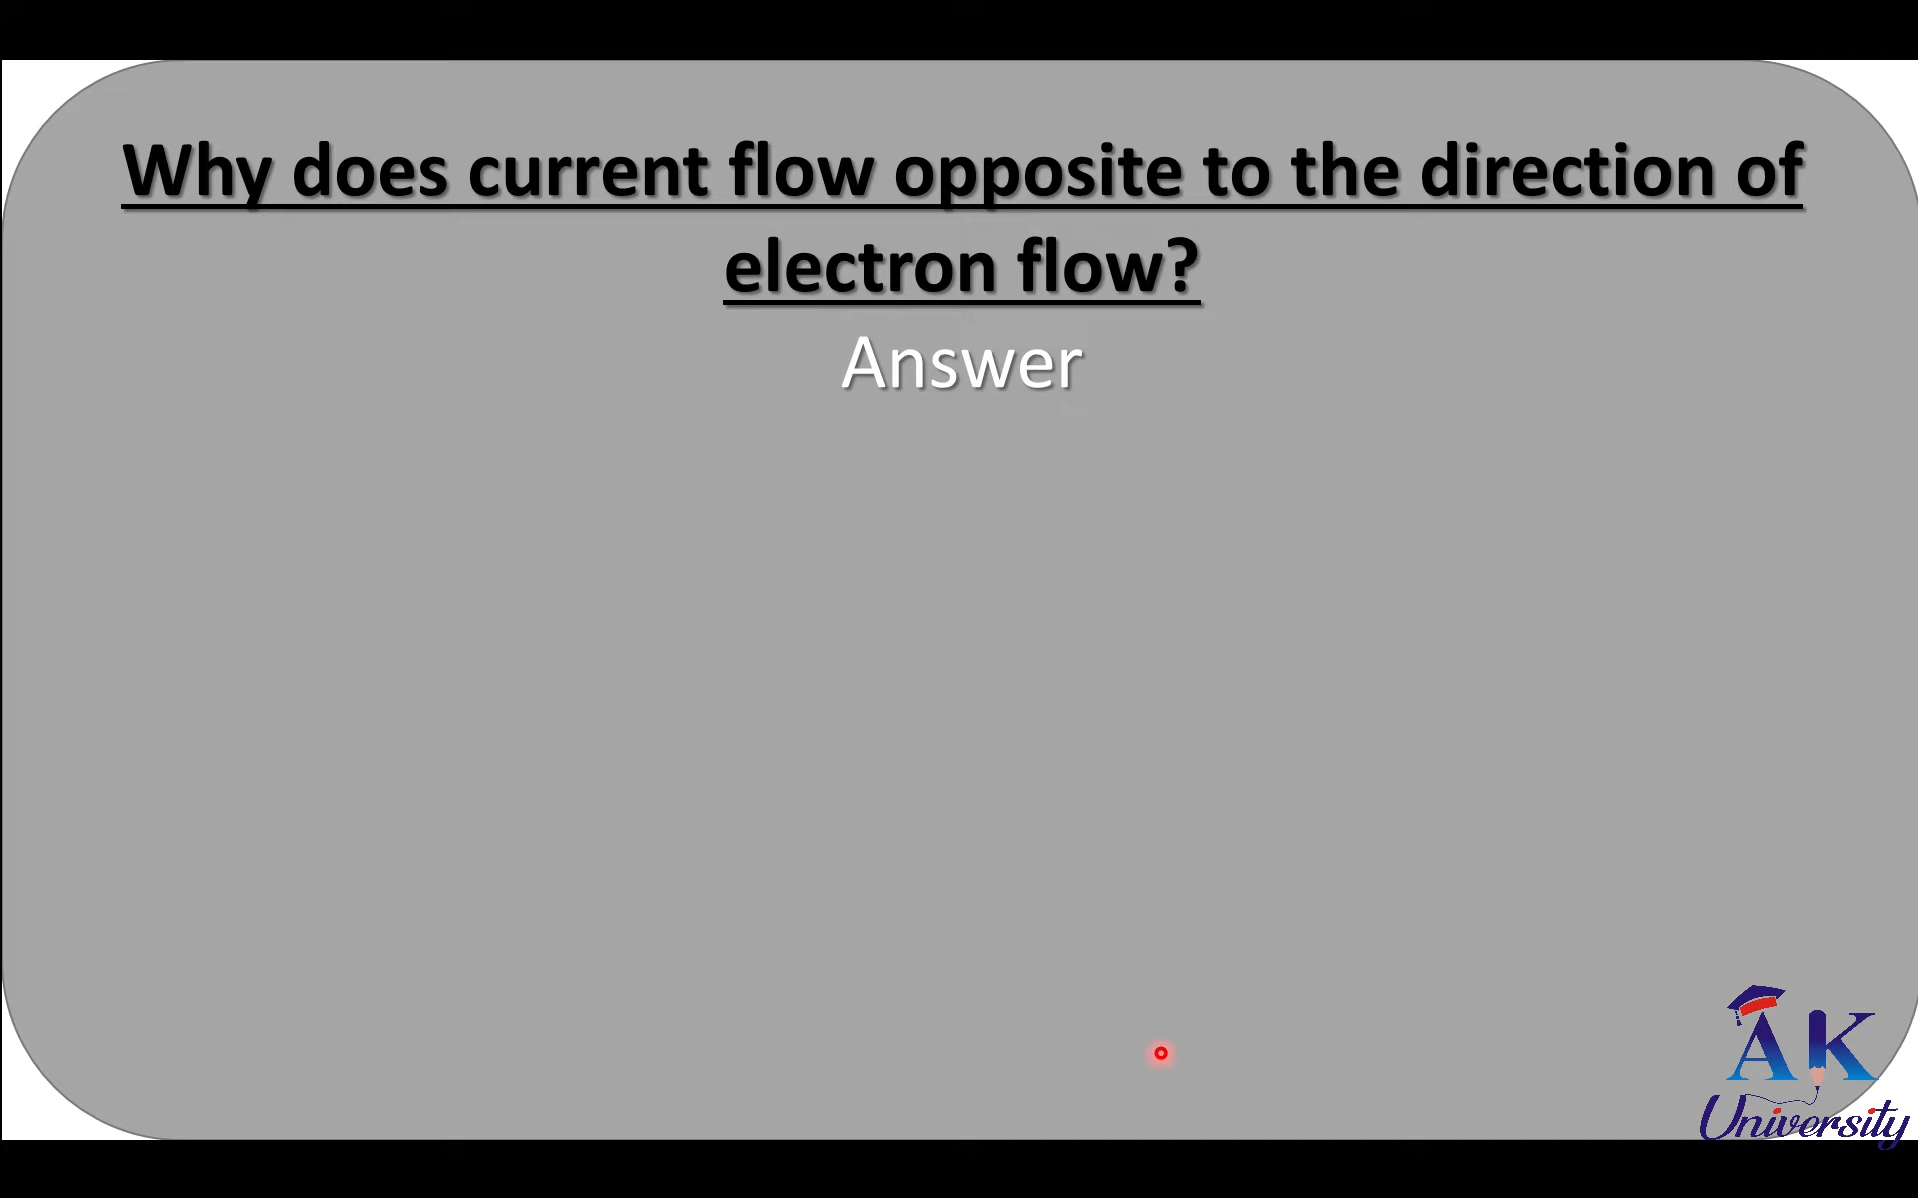 Why does current flow opposite to the direction of
electron flow?
Answer
AK
University